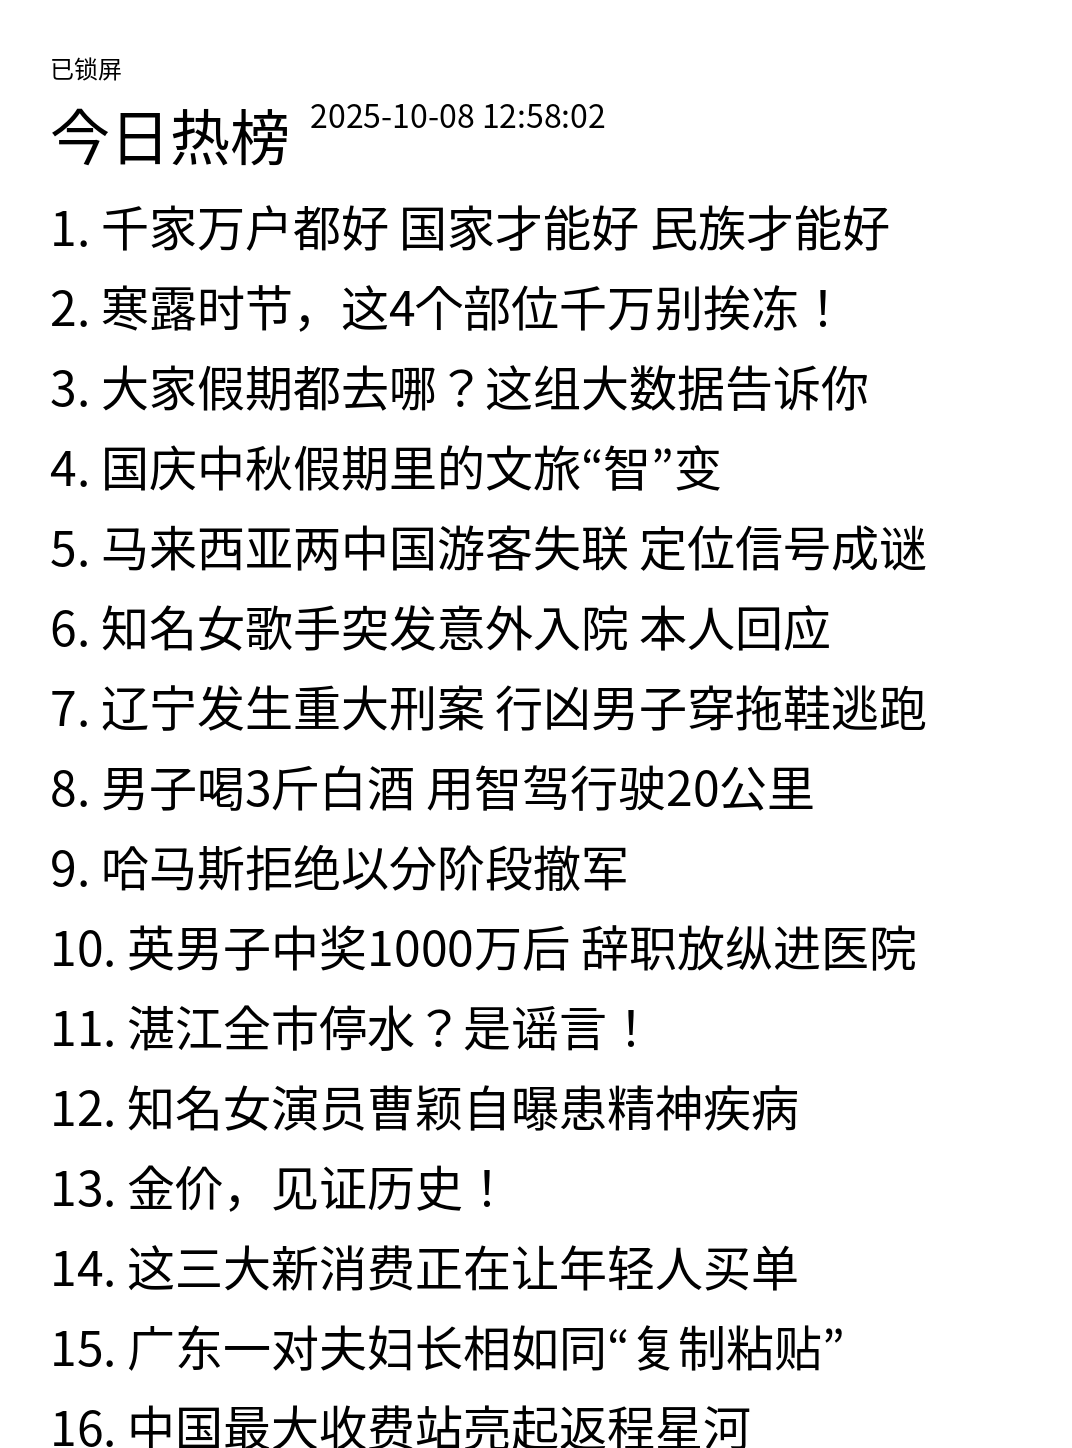 已锁屏
今日热榜 2025-10-08 12:58:02
1. 千家万户都好 国家才能好 民族才能好
2. 寒露时节，这4个部位千万别挨冻！
3. 大家假期都去哪？这组大数据告诉你
4. 国庆中秋假期里的文旅“智”变
5. 马来西亚两中国游客失联 定位信号成谜
6. 知名女歌手突发意外入院 本人回应
7. 辽宁发生重大刑案 行凶男子穿拖鞋逃跑
8. 男子喝3斤白酒 用智驾行驶20公里
9. 哈马斯拒绝以分阶段撤军
10. 英男子中奖1000万后 辞职放纵进医院
11. 湛江全市停水？是谣言！
12. 知名女演员曹颖自曝患精神疾病
13. 金价，见证历史！
14. 这三大新消费正在让年轻人买单
15. 广东一对夫妇长相如同“复制粘贴”
16. 中国最大收费站亮起返程星河